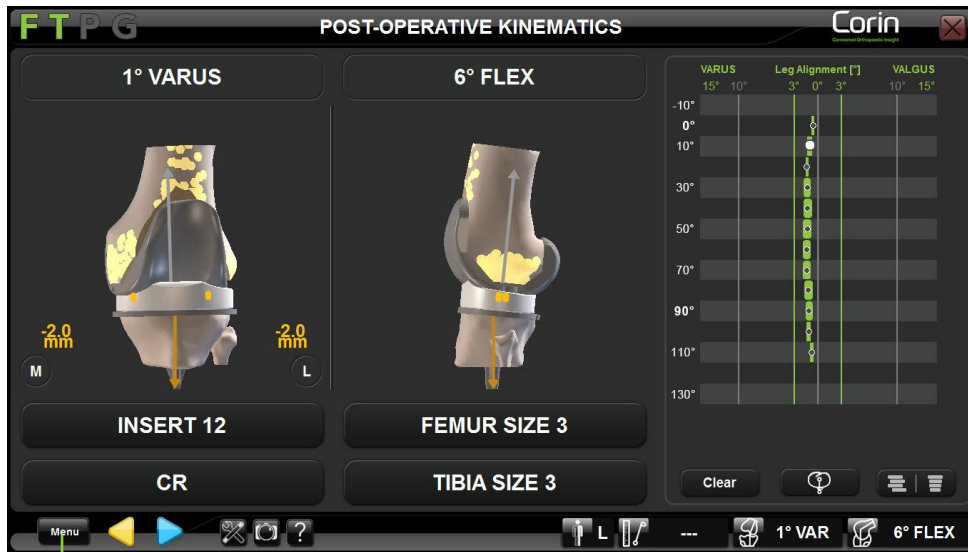 FTPG
POST-OPERATIVE KINEMATICS
Corin
Connected Orthopaedic Insight
1° VARUS
6° FLEX
-2.0
mm
-2.0
mm
M
L
INSERT 12
FEMUR SIZE 3
CR
TIBIA SIZE 3
VARUS Leg Alignment [°] VALGUS
15° 10° 3° 0° 3° 10° 15°
-10°
0°
10°
30°
50°
70°
90°
110°
130°
Clear
Menu
?
L
---
1° VAR
6° FLEX